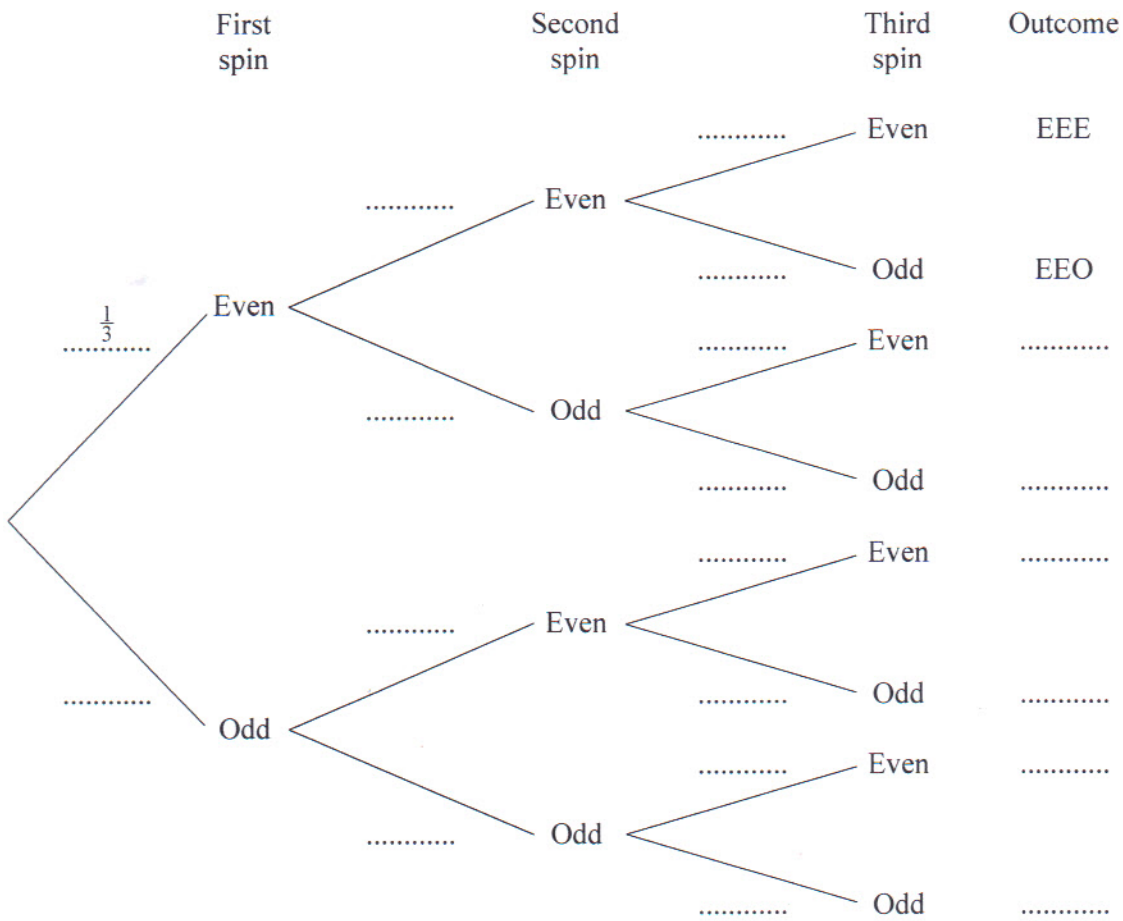 First Second Third Outcome
spin spin spin
............ Even EEE
............ Even
............ Odd EEO
1/3
............ Even
............ Even ............
............ Odd
............ Odd ............
............ Even ............
............ Even
............ Odd ............
............ Odd
............ Even ............
............ Odd
............ Odd ............